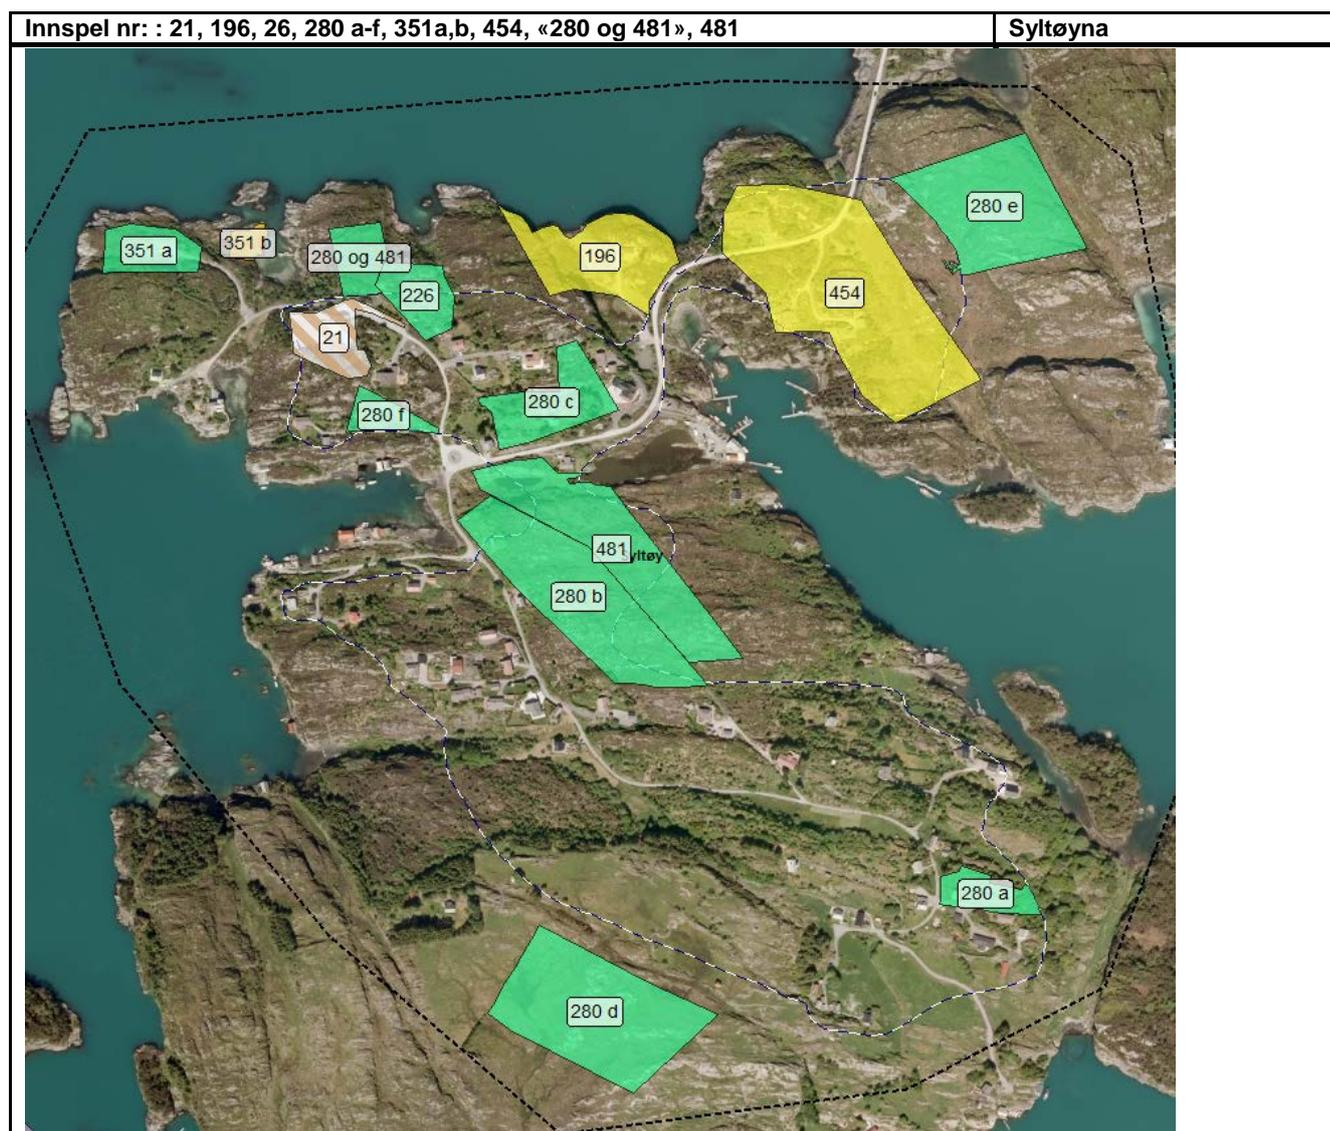 Innspel nr: : 21, 196, 26, 280 a-f, 351a,b, 454, «280 og 481», 481
Syltøyna
280 e
351 a
351 b
280 og 481
196
226
454
21
280 c
280 f
481
Syltøy
280 b
280 a
280 d